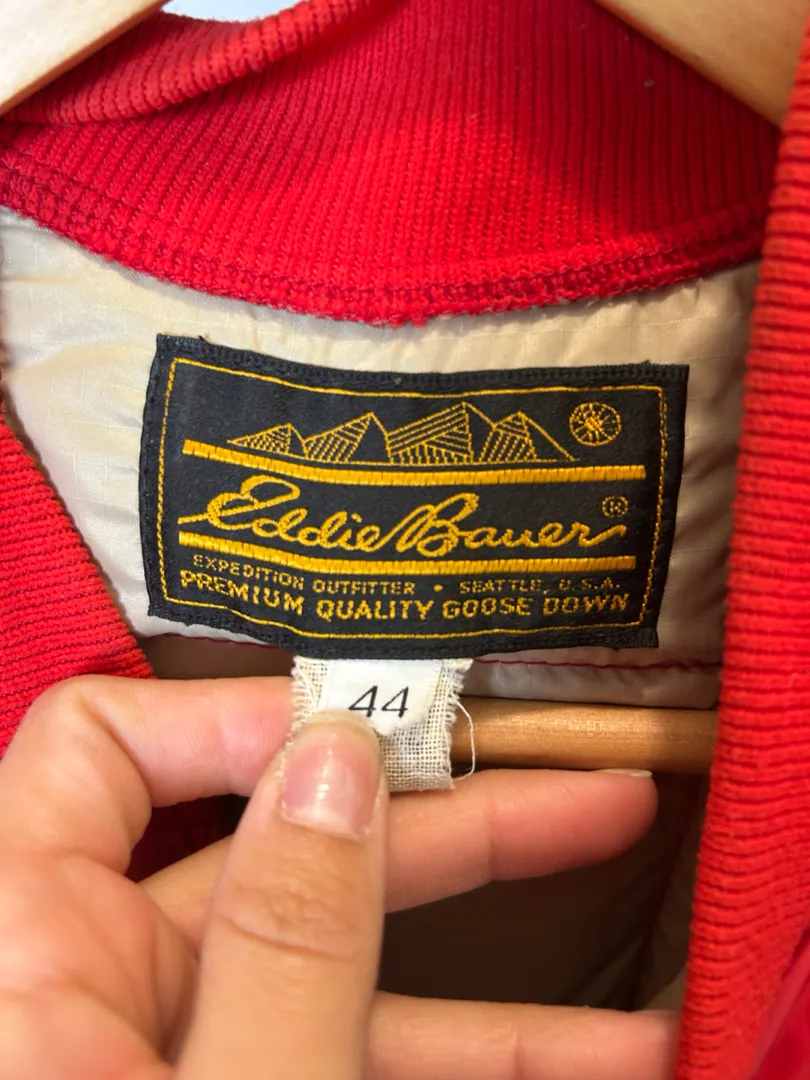 Eddie Bauer ®
EXPEDITION OUTFITTER • SEATTLE, U.S.A.
PREMIUM QUALITY GOOSE DOWN
44